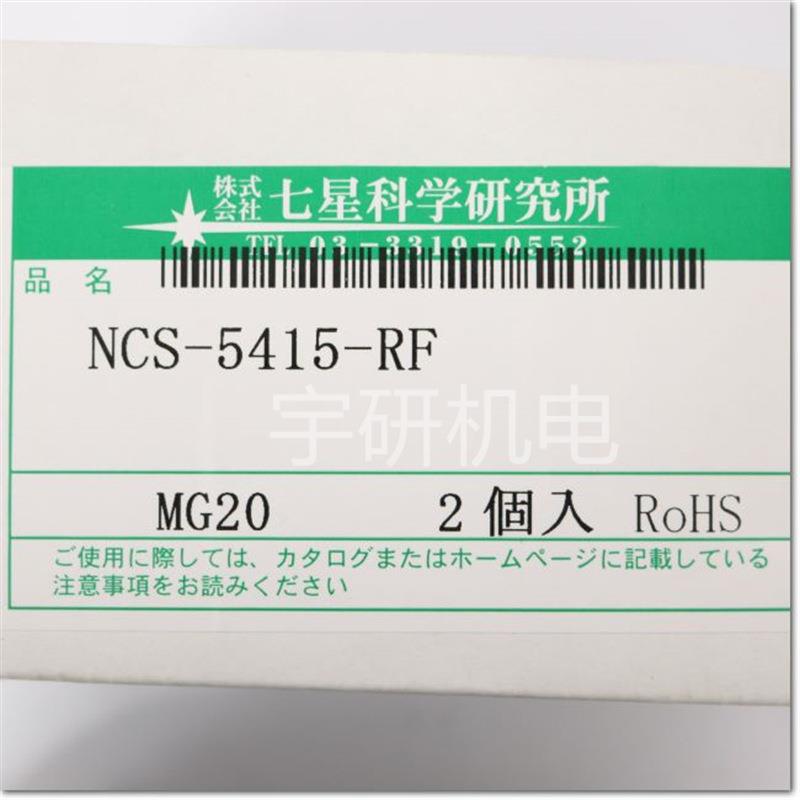 株式会社 七星科学研究所
TEL 03-3319-0552
品 名
NCS-5415-RF
宇研机电
MG20 2個入 RoHS
ご使用に際しては、カタログまたはホームページに記載している
注意事項をお読みください